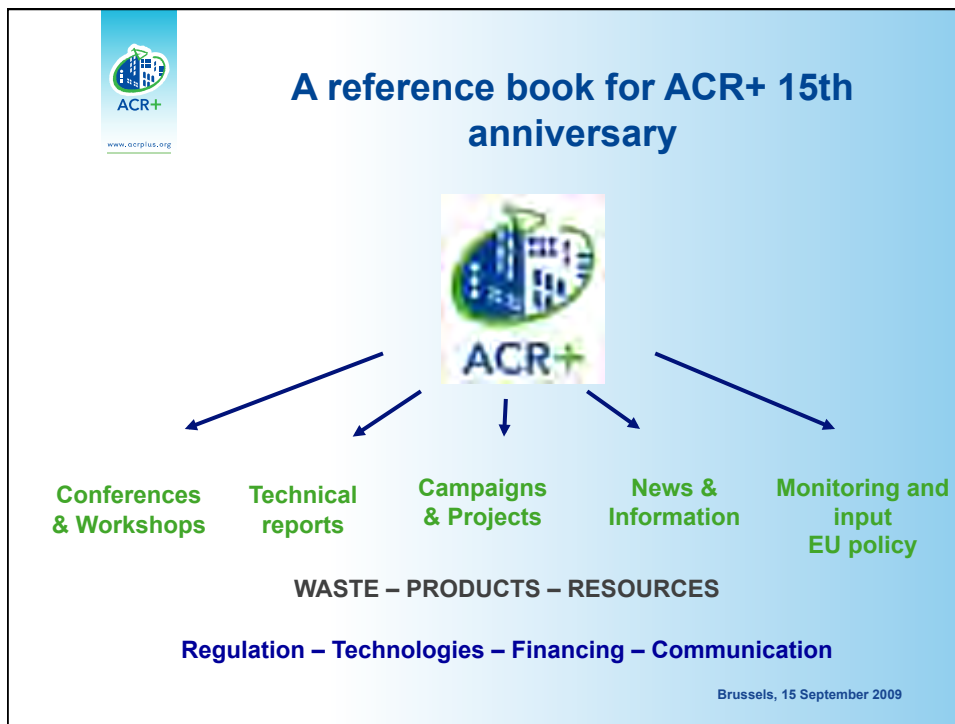 ACR+
www.acrplus.org
A reference book for ACR+ 15th
anniversary
ACR+
Conferences
& Workshops
Technical
reports
Campaigns
& Projects
News &
Information
Monitoring and
input
EU policy
WASTE – PRODUCTS – RESOURCES
Regulation – Technologies – Financing – Communication
Brussels, 15 September 2009